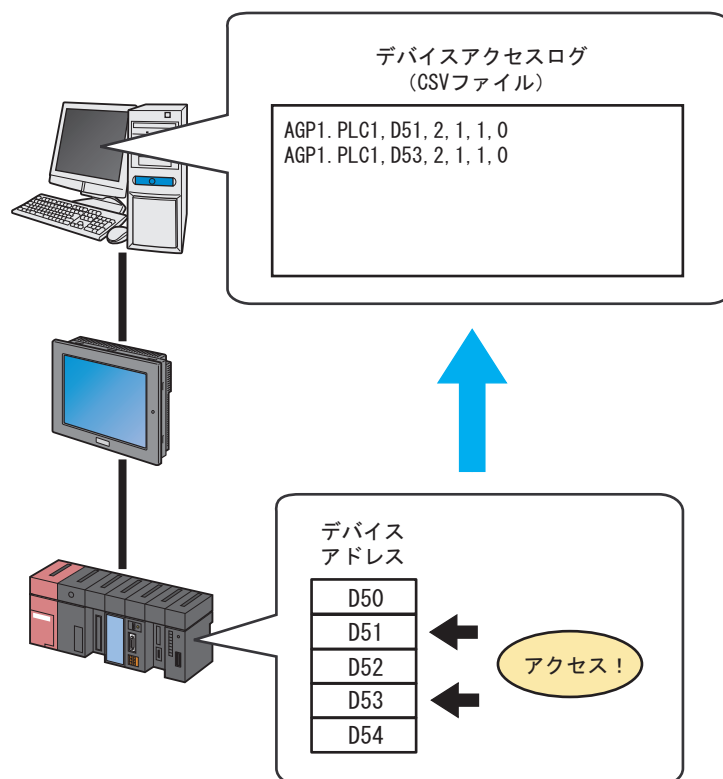 デバイスアクセスログ
(CSVファイル)
AGP1.PLC1,D51,2,1,1,0
AGP1.PLC1,D53,2,1,1,0
デバイス
アドレス
D50
D51
D52
D53
D54
アクセス！